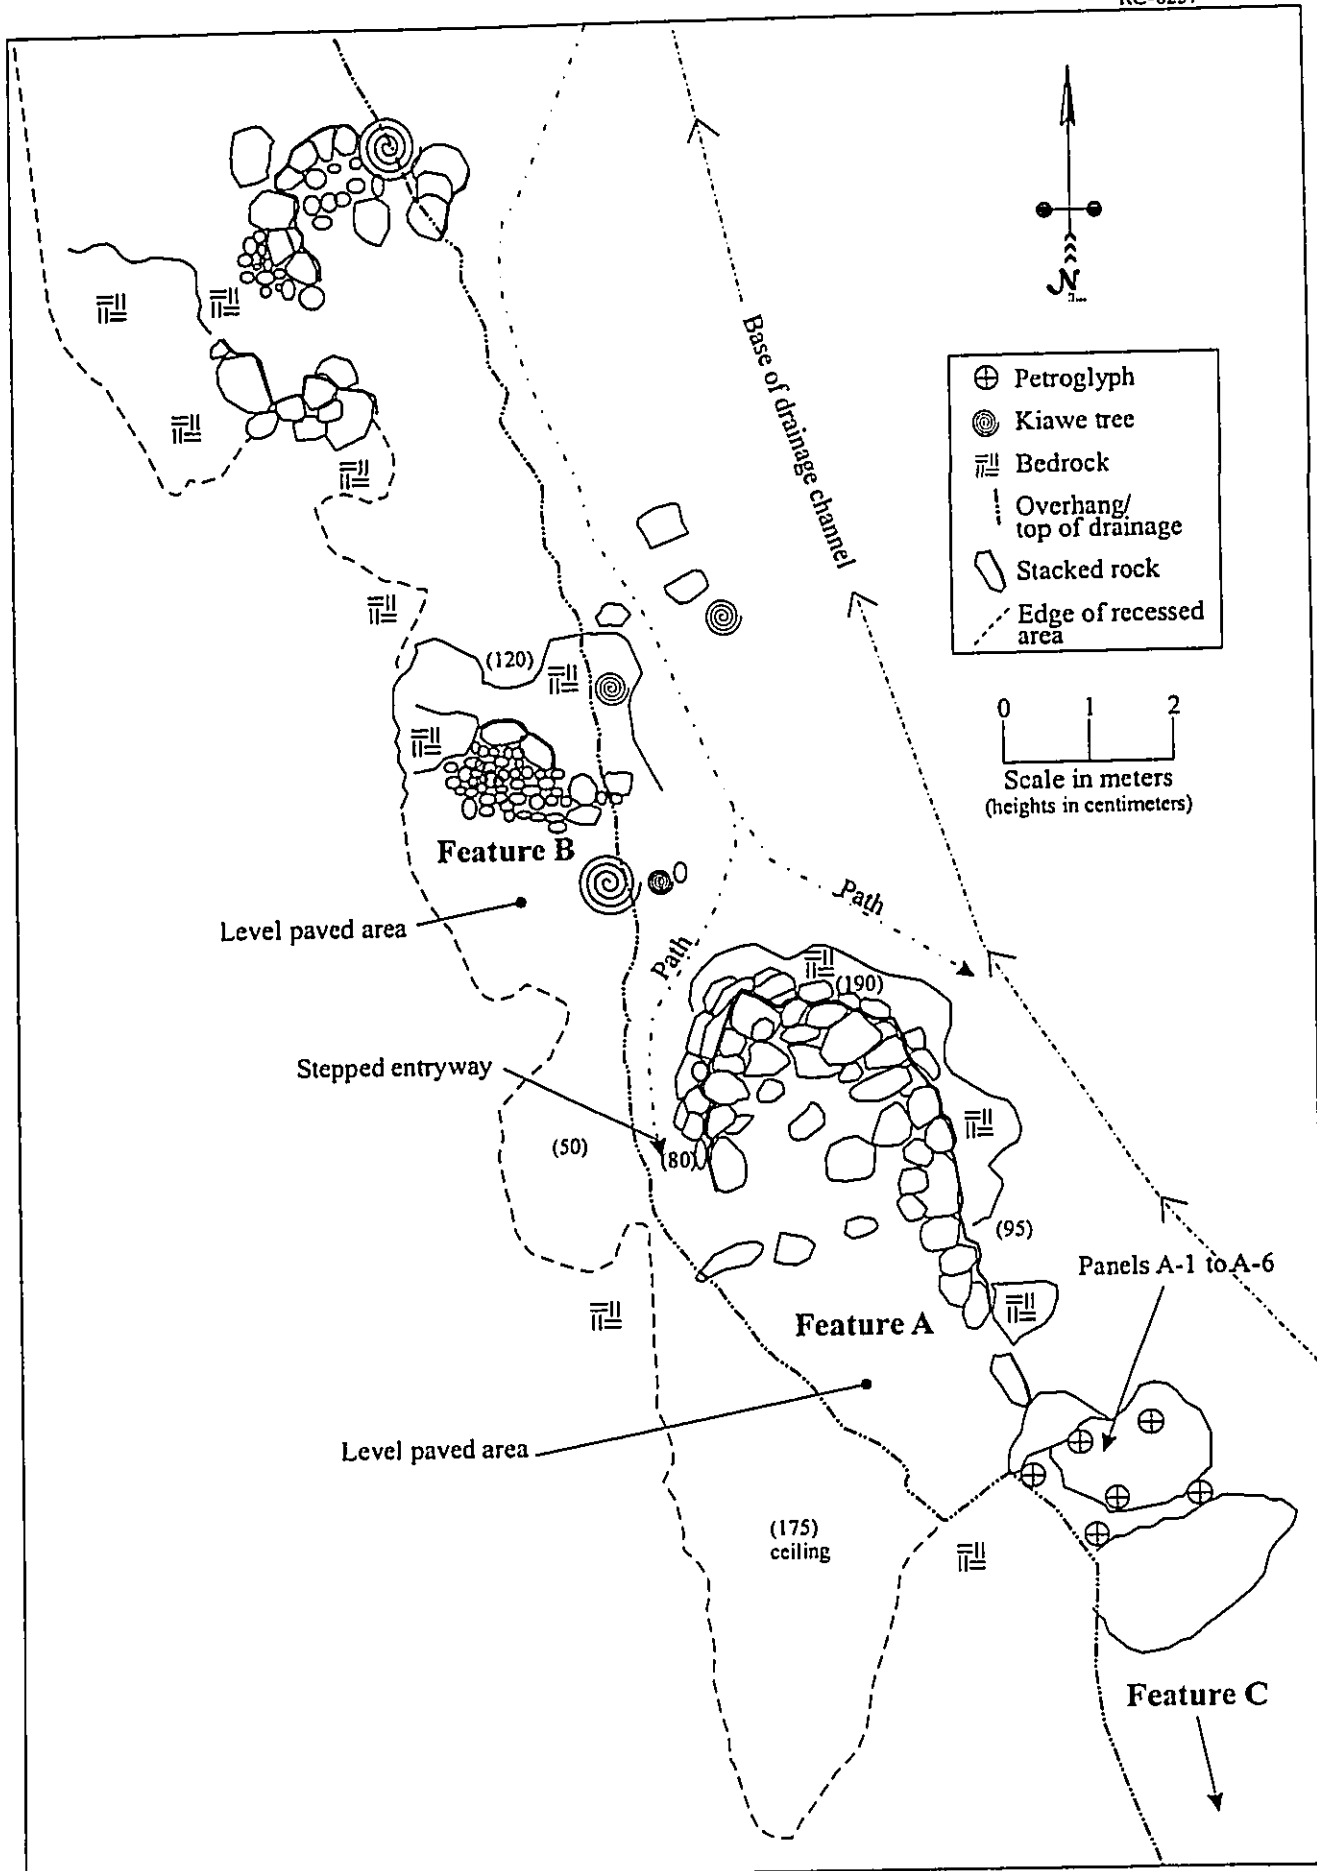 N
Base of drainage channel
Petroglyph
Kiawe tree
Bedrock
Overhang/
top of drainage
Stacked rock
Edge of recessed
area
0 1 2
Scale in meters
(heights in centimeters)
(120)
Feature B
Level paved area
Path
Path
(190)
Stepped entryway
(50)
(80)
(95)
Panels A-1 to A-6
Feature A
Level paved area
(175)
ceiling
Feature C